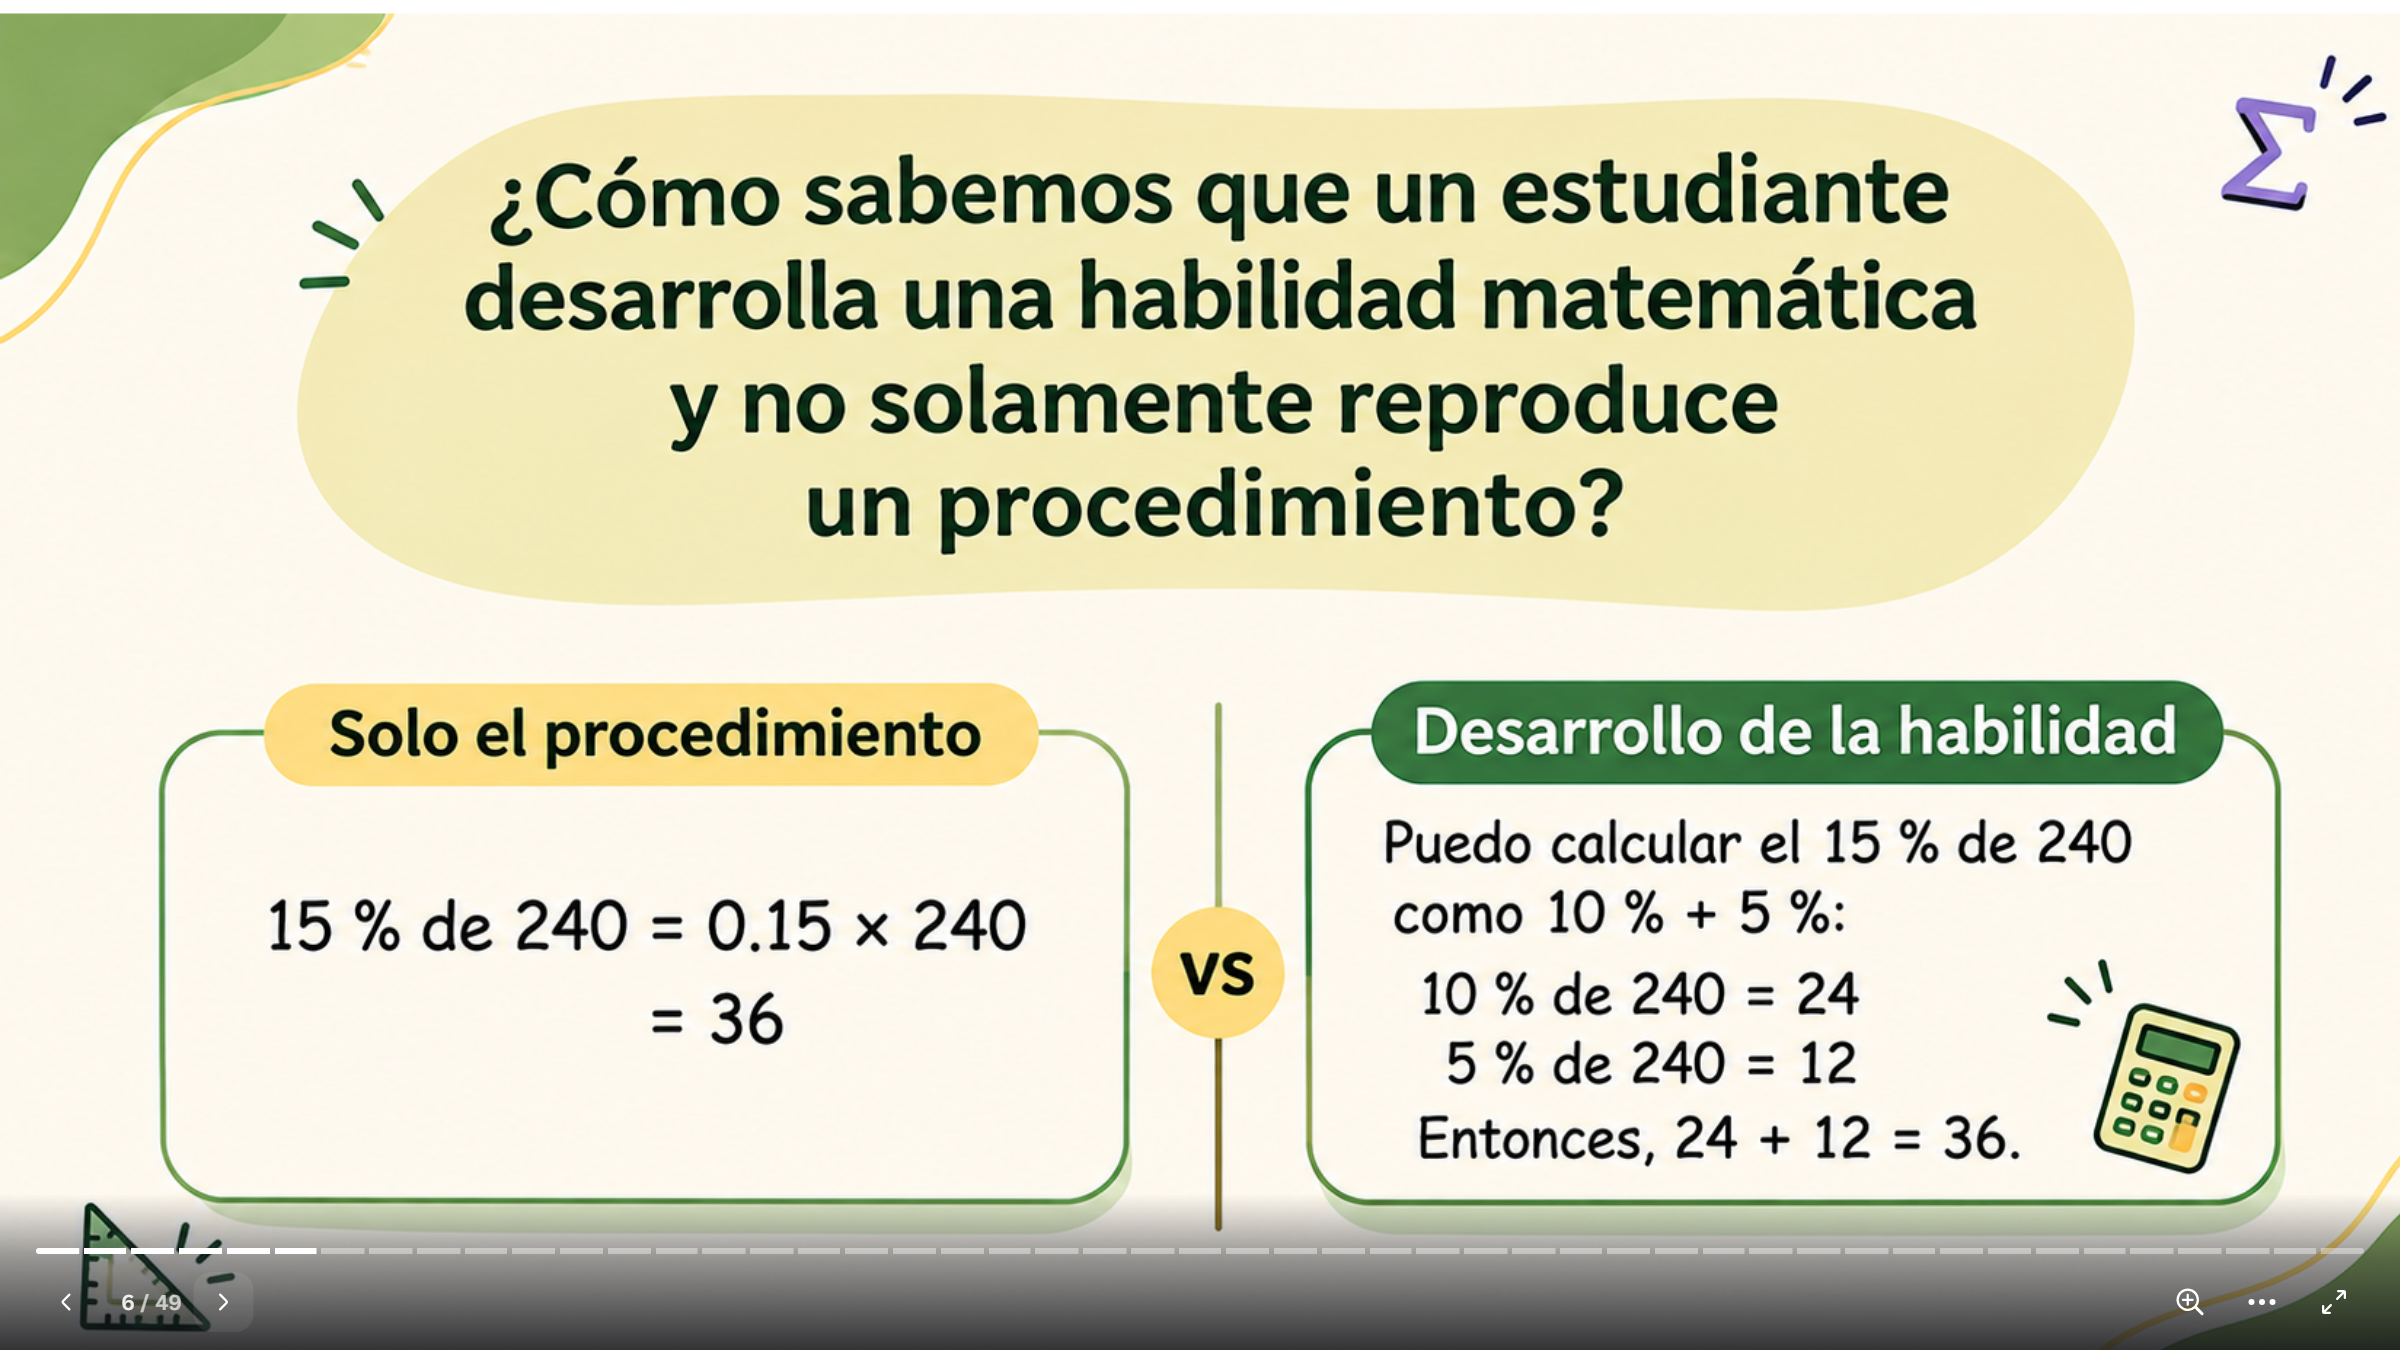 ¿Cómo sabemos que un estudiante
desarrolla una habilidad matemática
y no solamente reproduce
un procedimiento?
Σ
Solo el procedimiento
15 % de 240 = 0.15 × 240
= 36
vs
Desarrollo de la habilidad
Puedo calcular el 15 % de 240
como 10 % + 5 %:
10 % de 240 = 24
5 % de 240 = 12
Entonces, 24 + 12 = 36.
6 / 49